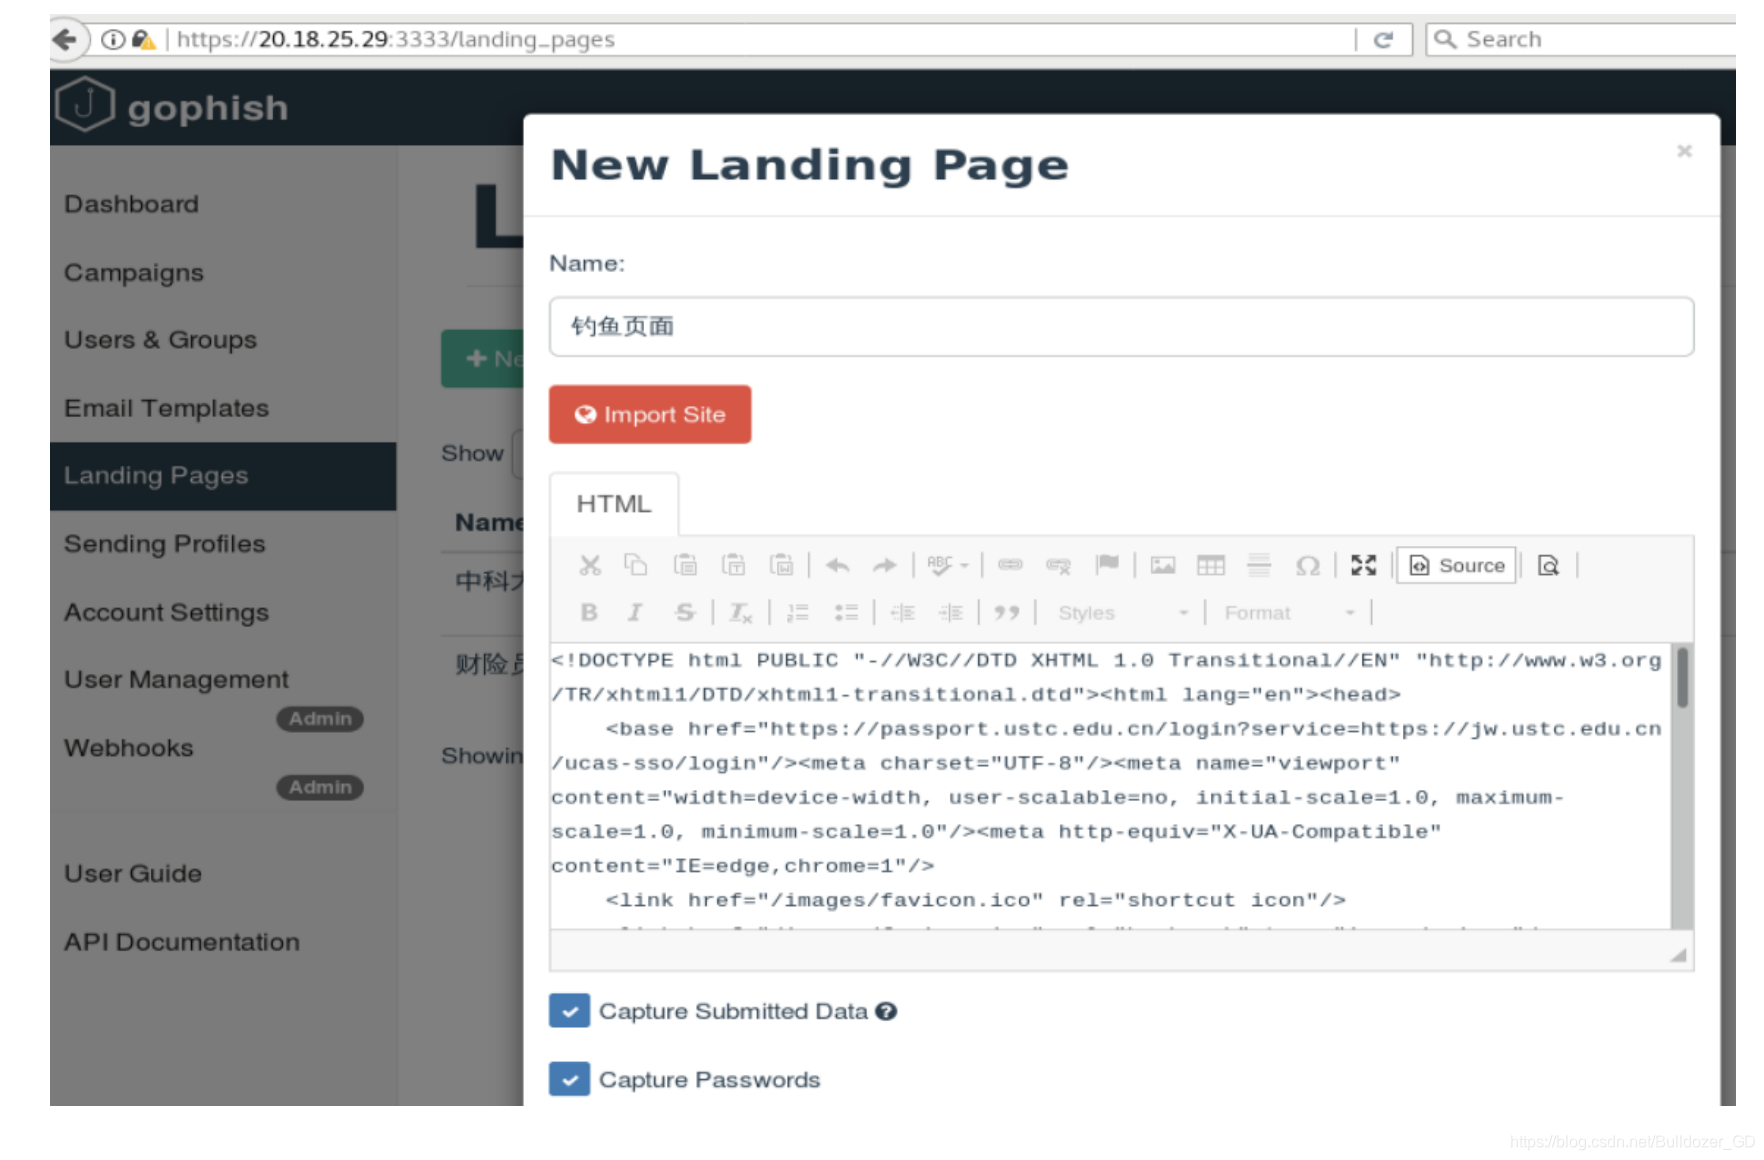 https://20.18.25.29:3333/landing_pages
Search
gophish
New Landing Page
×
Dashboard
Campaigns
Users & Groups
Email Templates
Landing Pages
Sending Profiles
Account Settings
User Management
Admin
Webhooks
Admin
User Guide
API Documentation
L
Ne
Show
Name
中科大
财险员
Showin
Name:
钓鱼页面
Import Site
HTML
ABC
Source
B I S Tx
Styles
Format
<!DOCTYPE html PUBLIC "-//W3C//DTD XHTML 1.0 Transitional//EN" "http://www.w3.org
/TR/xhtml1/DTD/xhtml1-transitional.dtd"><html lang="en"><head>
<base href="https://passport.ustc.edu.cn/login?service=https://jw.ustc.edu.cn
/ucas-sso/login"/><meta charset="UTF-8"/><meta name="viewport"
content="width=device-width, user-scalable=no, initial-scale=1.0, maximum-
scale=1.0, minimum-scale=1.0"/><meta http-equiv="X-UA-Compatible"
content="IE=edge,chrome=1"/>
<link href="/images/favicon.ico" rel="shortcut icon"/>
Capture Submitted Data
Capture Passwords
https://blog.csdn.net/Bulldozer_GD